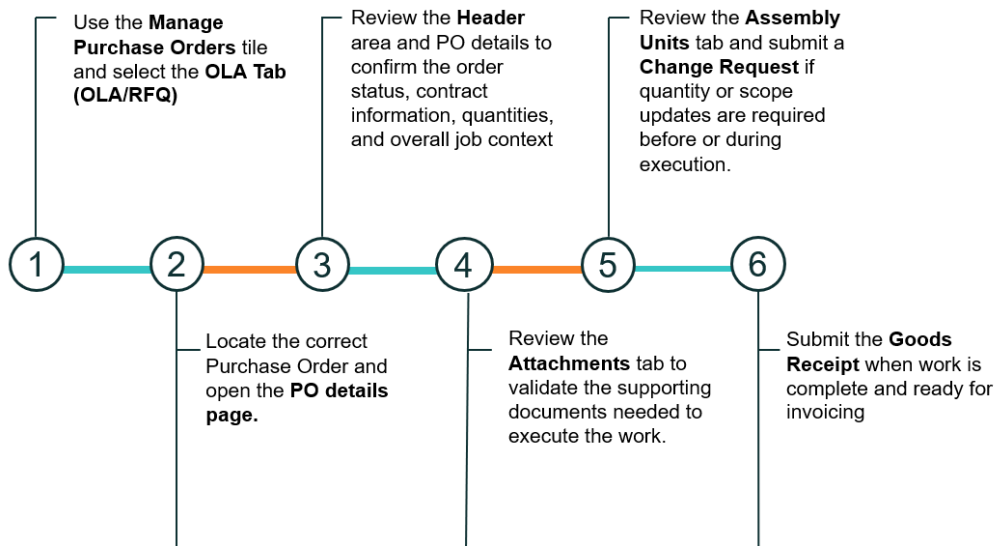 1
Use the Manage
Purchase Orders tile
and select the OLA Tab
(OLA/RFQ)
2
Locate the correct
Purchase Order and
open the PO details
page.
3
Review the Header
area and PO details to
confirm the order
status, contract
information, quantities,
and overall job context
4
Review the
Attachments tab to
validate the supporting
documents needed to
execute the work.
5
Review the Assembly
Units tab and submit a
Change Request if
quantity or scope
updates are required
before or during
execution.
6
Submit the Goods
Receipt when work is
complete and ready for
invoicing